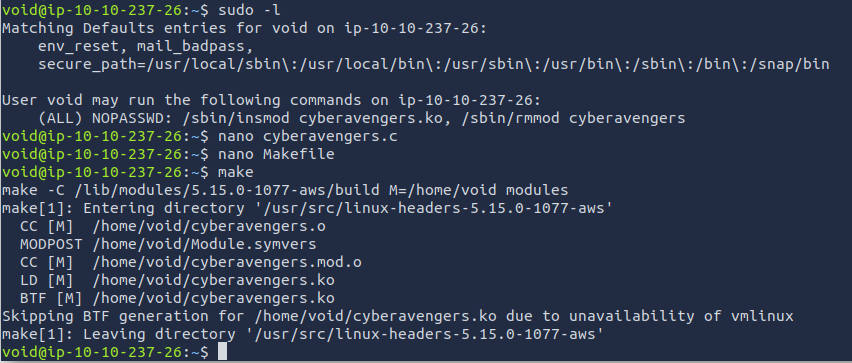 void@ip-10-10-237-26:~$ sudo -l
Matching Defaults entries for void on ip-10-10-237-26:
    env_reset, mail_badpass,
    secure_path=/usr/local/sbin\:/usr/local/bin\:/usr/sbin\:/usr/bin\:/sbin\:/bin\:/snap/bin

User void may run the following commands on ip-10-10-237-26:
    (ALL) NOPASSWD: /sbin/insmod cyberavengers.ko, /sbin/rmmod cyberavengers
void@ip-10-10-237-26:~$ nano cyberavengers.c
void@ip-10-10-237-26:~$ nano Makefile
void@ip-10-10-237-26:~$ make
make -C /lib/modules/5.15.0-1077-aws/build M=/home/void modules
make[1]: Entering directory '/usr/src/linux-headers-5.15.0-1077-aws'
  CC [M]  /home/void/cyberavengers.o
  MODPOST /home/void/Module.symvers
  CC [M]  /home/void/cyberavengers.mod.o
  LD [M]  /home/void/cyberavengers.ko
  BTF [M] /home/void/cyberavengers.ko
Skipping BTF generation for /home/void/cyberavengers.ko due to unavailability of vmlinux
make[1]: Leaving directory '/usr/src/linux-headers-5.15.0-1077-aws'
void@ip-10-10-237-26:~$